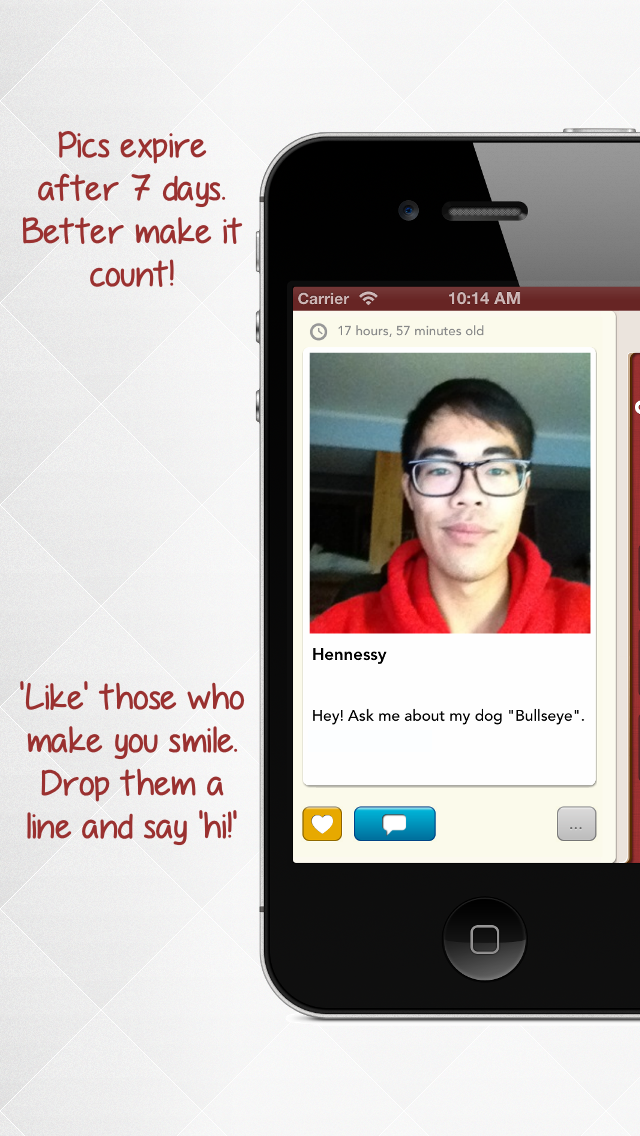 Pics expire
after 7 days.
Better make it
count!
Carrier 10:14 AM
17 hours, 57 minutes old
Hennessy
Hey! Ask me about my dog "Bullseye".
...
'Like' those who
make you smile.
Drop them a
line and say 'hi!'